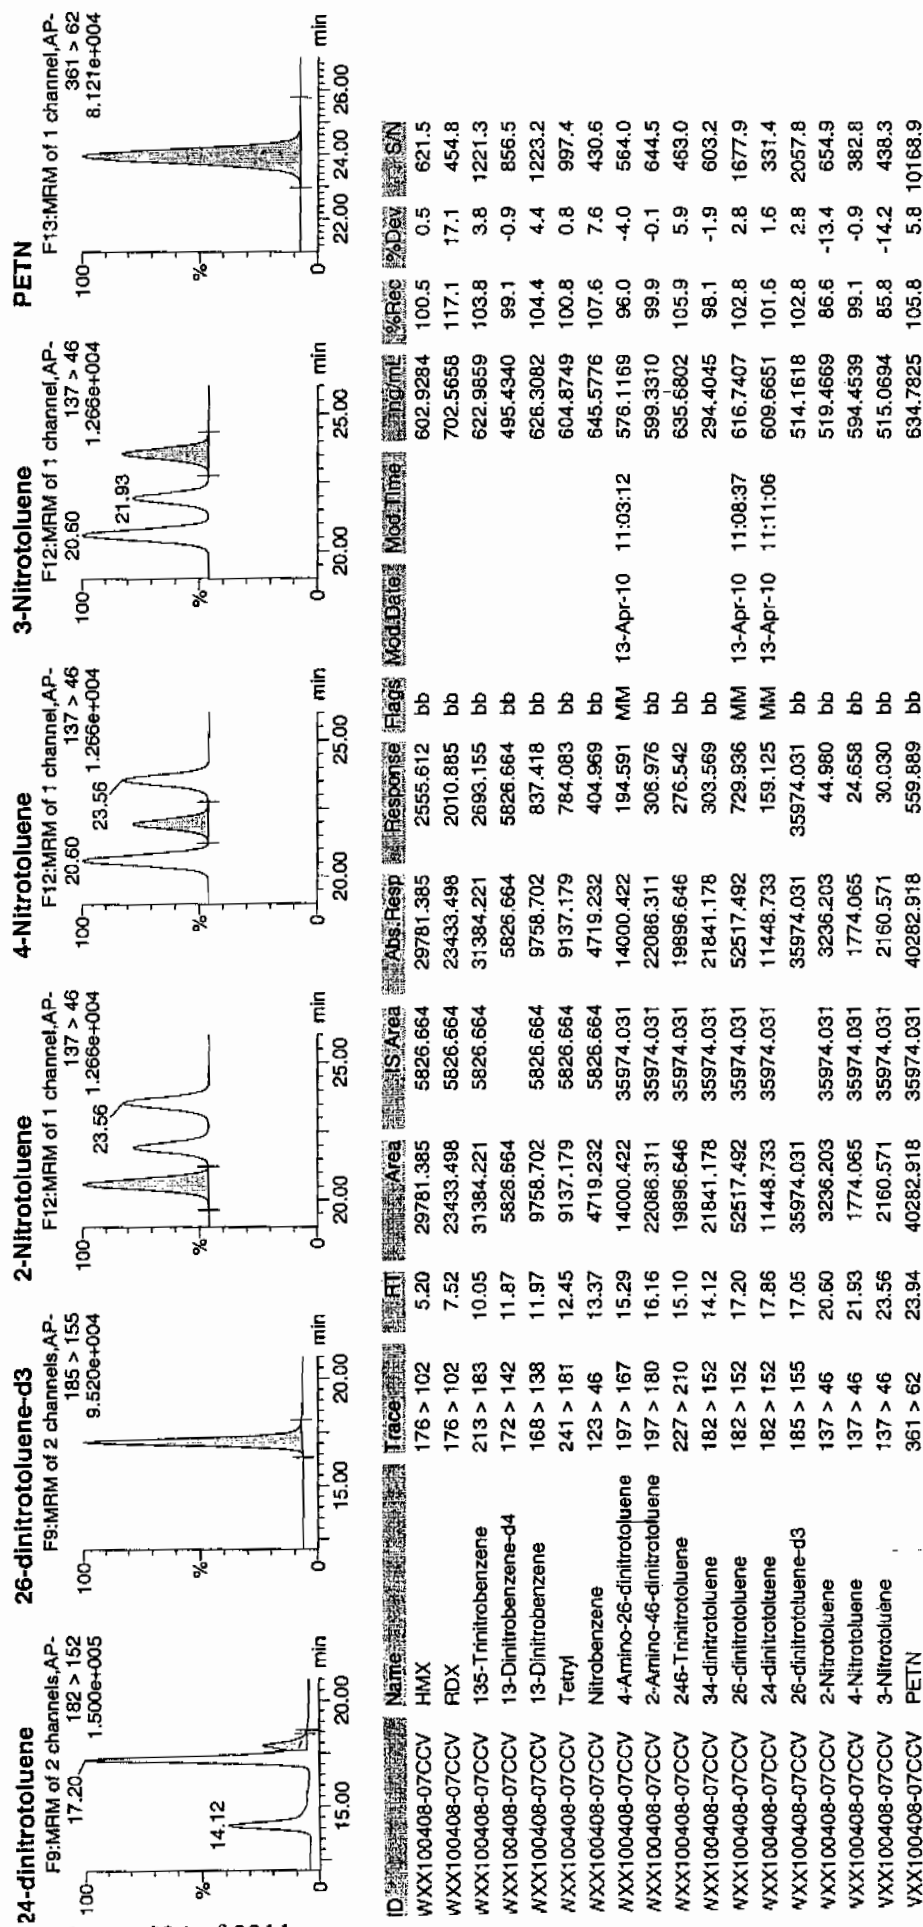 24-dinitrotoluene
F9:MRM of 2 channels,AP-
182 > 152
1.500e+005
100
17.20
14.12
%
0
15.00
20.00
min
26-dinitrotoluene-d3
F9:MRM of 2 channels,AP-
185 > 155
9.520e+004
100
%
0
15.00
20.00
min
2-Nitrotoluene
F12:MRM of 1 channel,AP-
137 > 46
1.266e+004
100
23.56
%
0
20.00
25.00
min
4-Nitrotoluene
F12:MRM of 1 channel,AP-
137 > 46
1.266e+004
100
20.60
23.56
%
0
20.00
25.00
min
3-Nitrotoluene
F12:MRM of 1 channel,AP-
137 > 46
1.266e+004
100
20.60
21.93
%
0
20.00
25.00
min
PETN
F13:MRM of 1 channel,AP-
361 > 62
8.121e+004
100
%
0
22.00
24.00
26.00
min
ID Name Trace RT Area IS Area Abs.Resp Response Flags Mod.Date Mod.Time ng/mL %Rec %Dev S/N
WXX100408-07CCV HMX 176 > 102 5.20 29781.385 5826.664 29781.385 2555.612 bb 602.9284 100.5 0.5 621.5
WXX100408-07CCV RDX 176 > 102 7.52 23433.498 5826.664 23433.498 2010.885 bb 702.5658 117.1 17.1 454.8
WXX100408-07CCV 135-Trinitrobenzene 213 > 183 10.05 31384.221 5826.664 31384.221 2693.155 bb 622.9859 103.8 3.8 1221.3
WXX100408-07CCV 13-Dinitrobenzene-d4 172 > 142 11.87 5826.664 5826.664 5826.664 bb 495.4340 99.1 -0.9 856.5
WXX100408-07CCV 13-Dinitrobenzene 168 > 138 11.97 9758.702 5826.664 9758.702 837.418 bb 626.3082 104.4 4.4 1223.2
WXX100408-07CCV Tetryl 241 > 181 12.45 9137.179 5826.664 9137.179 784.083 bb 604.8749 100.8 0.8 997.4
WXX100408-07CCV Nitrobenzene 123 > 46 13.37 4719.232 5826.664 4719.232 404.969 bb 645.5776 107.6 7.6 430.6
WXX100408-07CCV 4-Amino-26-dinitrotoluene 197 > 167 15.29 14000.422 35974.031 14000.422 194.591 MM 13-Apr-10 11:03:12 576.1169 96.0 -4.0 564.0
WXX100408-07CCV 2-Amino-46-dinitrotoluene 197 > 180 16.16 22086.311 35974.031 22086.311 306.976 bb 599.3310 99.9 -0.1 644.5
WXX100408-07CCV 246-Trinitrotoluene 227 > 210 15.10 19896.646 35974.031 19896.646 276.542 bb 635.6802 105.9 5.9 463.0
WXX100408-07CCV 34-dinitrotoluene 182 > 152 14.12 21841.178 35974.031 21841.178 303.569 bb 294.4045 98.1 -1.9 603.2
WXX100408-07CCV 26-dinitrotoluene 182 > 152 17.20 52517.492 35974.031 52517.492 729.936 MM 13-Apr-10 11:08:37 616.7407 102.8 2.8 1677.9
WXX100408-07CCV 24-dinitrotoluene 182 > 152 17.86 11448.733 35974.031 11448.733 159.125 MM 13-Apr-10 11:11:06 609.6651 101.6 1.6 331.4
WXX100408-07CCV 26-dinitrotoluene-d3 185 > 155 17.05 35974.031 35974.031 35974.031 bb 514.1618 102.8 2.8 2057.8
WXX100408-07CCV 2-Nitrotoluene 137 > 46 20.60 3236.203 35974.031 3236.203 44.980 bb 519.4669 86.6 -13.4 654.9
WXX100408-07CCV 4-Nitrotoluene 137 > 46 21.93 1774.065 35974.031 1774.065 24.658 bb 594.4539 99.1 -0.9 382.8
WXX100408-07CCV 3-Nitrotoluene 137 > 46 23.56 2160.571 35974.031 2160.571 30.030 bb 515.0694 85.8 -14.2 438.3
WXX100408-07CCV PETN 361 > 62 23.94 40282.918 35974.031 40282.918 559.889 bb 634.7825 105.8 5.8 10168.9